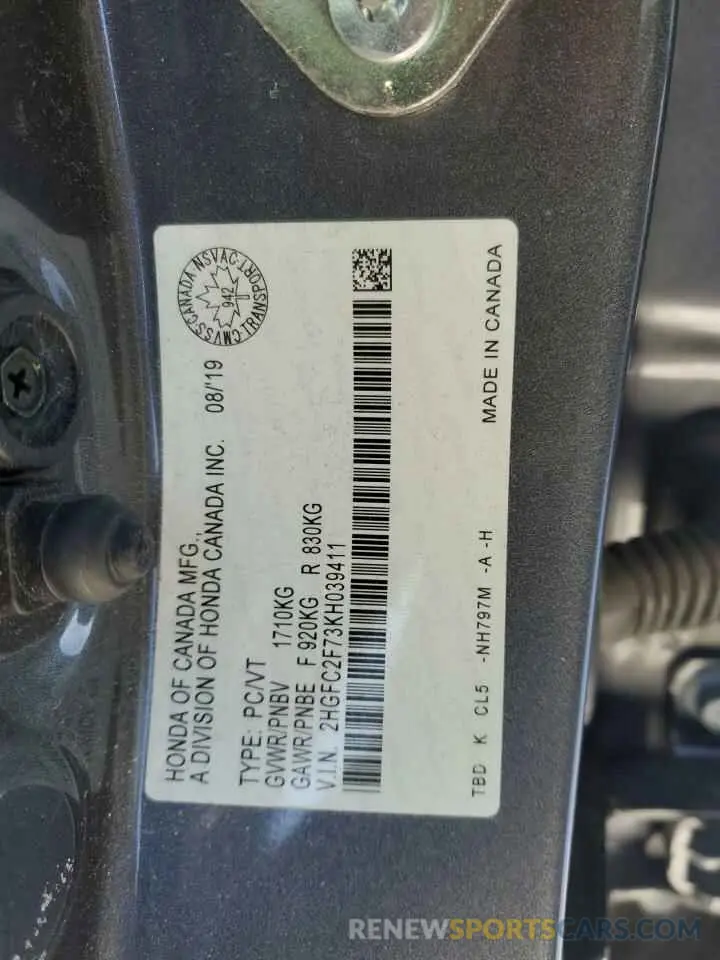 HONDA OF CANADA MFG.,
A DIVISION OF HONDA CANADA INC. 08/'19
TYPE: PC/VT
GVWR/PNBV 1710KG
GAWR/PNBE F 920KG R 830KG
V.I.N. 2HGFC2F73KH039411
TBD K CL5 -NH797M -A -H MADE IN CANADA
CMVSS·CANADA NSVAC·TRANSPORT
942
RENEWSPORTSCARS.COM